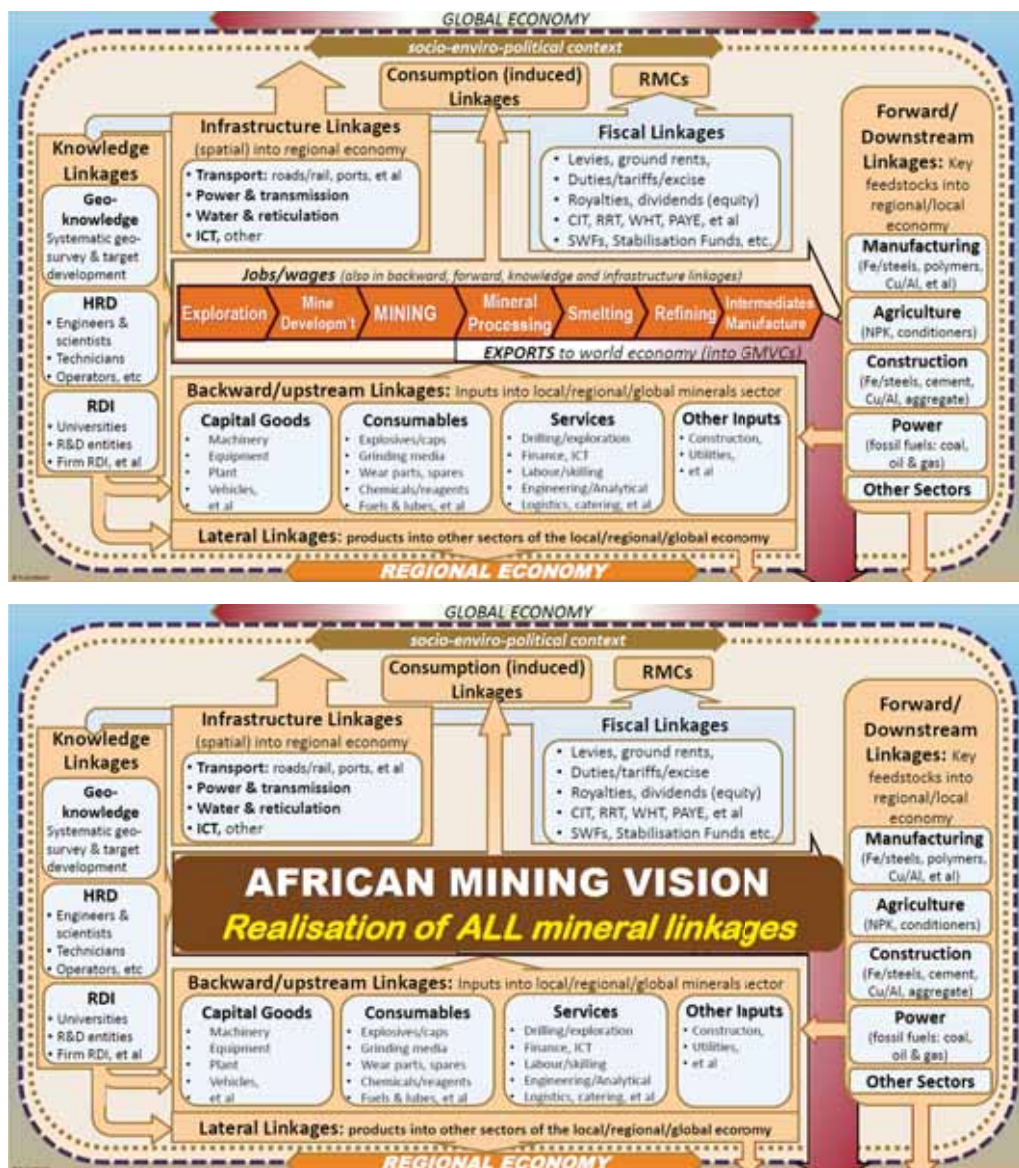 GLOBAL ECONOMY
socio-enviro-political context
Consumption (induced)
Linkages
RMCs
Knowledge
Linkages
Geo-
knowledge
Systematic geo-
survey & target
development
HRD
• Engineers &
scientists
• Technicians
• Operators, etc
RDI
• Universities
• R&D entities
• Firm RDI, et al
Infrastructure Linkages
(spatial) into regional economy
• Transport: roads/rail, ports, et al
• Power & transmission
• Water & reticulation
• ICT, other
Fiscal Linkages
• Levies, ground rents,
• Duties/tariffs/excise
• Royalties, dividends (equity)
• CIT, RRT, WHT, PAYE, et al
• SWFs, Stabilisation Funds, etc.
Jobs/wages (also in backward, forward, knowledge and infrastructure linkages)
Exploration
Mine
Developm't
MINING
Mineral
Processing
Smelting
Refining
Intermediates
Manufacture
EXPORTS to world economy (into GMVCs)
Backward/upstream Linkages: Inputs into local/regional/global minerals sector
Capital Goods
• Machinery
• Equipment
• Plant
• Vehicles,
• et al
Consumables
• Explosives/caps
• Grinding media
• Wear parts, spares
• Chemicals/reagents
• Fuels & lubes, et al
Services
• Drilling/exploration
• Finance, ICT
• Labour/skilling
• Engineering/Analytical
• Logistics, catering, et al
Other Inputs
• Constructon,
• Utilities,
• et al
Lateral Linkages: products into other sectors of the local/regional/global economy
REGIONAL ECONOMY
Forward/
Downstream
Linkages: Key
feedstocks into
regional/local
economy
Manufacturing
(Fe/steels, polymers,
Cu/Al, et al)
Agriculture
(NPK, conditioners)
Construction
(Fe/steels, cement,
Cu/Al, aggregate)
Power
(fossil fuels: coal,
oil & gas)
Other Sectors
GLOBAL ECONOMY
socio-enviro-political context
Consumption (induced)
Linkages
RMCs
Knowledge
Linkages
Geo-
knowledge
Systematic geo-
survey & target
development
HRD
• Engineers &
scientists
• Technicians
• Operators, etc
RDI
• Universities
• R&D entities
• Firm RDI, et al
Infrastructure Linkages
(spatial) into regional economy
• Transport: roads/rail, ports, et al
• Power & transmission
• Water & reticulation
• ICT, other
Fiscal Linkages
• Levies, ground rents,
• Duties/tariffs/excise
• Royalties, dividends (equity)
• CIT, RRT, WHT, PAYE, et al
• SWFs, Stabilisation Funds etc.
AFRICAN MINING VISION
Realisation of ALL mineral linkages
Backward/upstream Linkages: Inputs into local/regional/global minerals sector
Capital Goods
• Machinery
• Equipment
• Plant
• Vehicles,
• et al
Consumables
• Explosives/caps
• Grinding media
• Wear parts, spares
• Chemicals/reagents
• Fuels & lubes, et al
Services
• Drilling/exploration
• Finance, ICT
• Labour/skilling
• Engineering/Analytical
• Logistics, catering, et al
Other Inputs
• Constructon,
• Utilities,
• et al
Lateral Linkages: products into other sectors of the local/regional/global economy
REGIONAL ECONOMY
Forward/
Downstream
Linkages: Key
feedstocks into
regional/local
economy
Manufacturing
(Fe/steels, polymers,
Cu/Al, et al)
Agriculture
(NPK, conditioners)
Construction
(Fe/steels, cement,
Cu/Al, aggregate)
Power
(fossil fuels: coal,
oil & gas)
Other Sectors